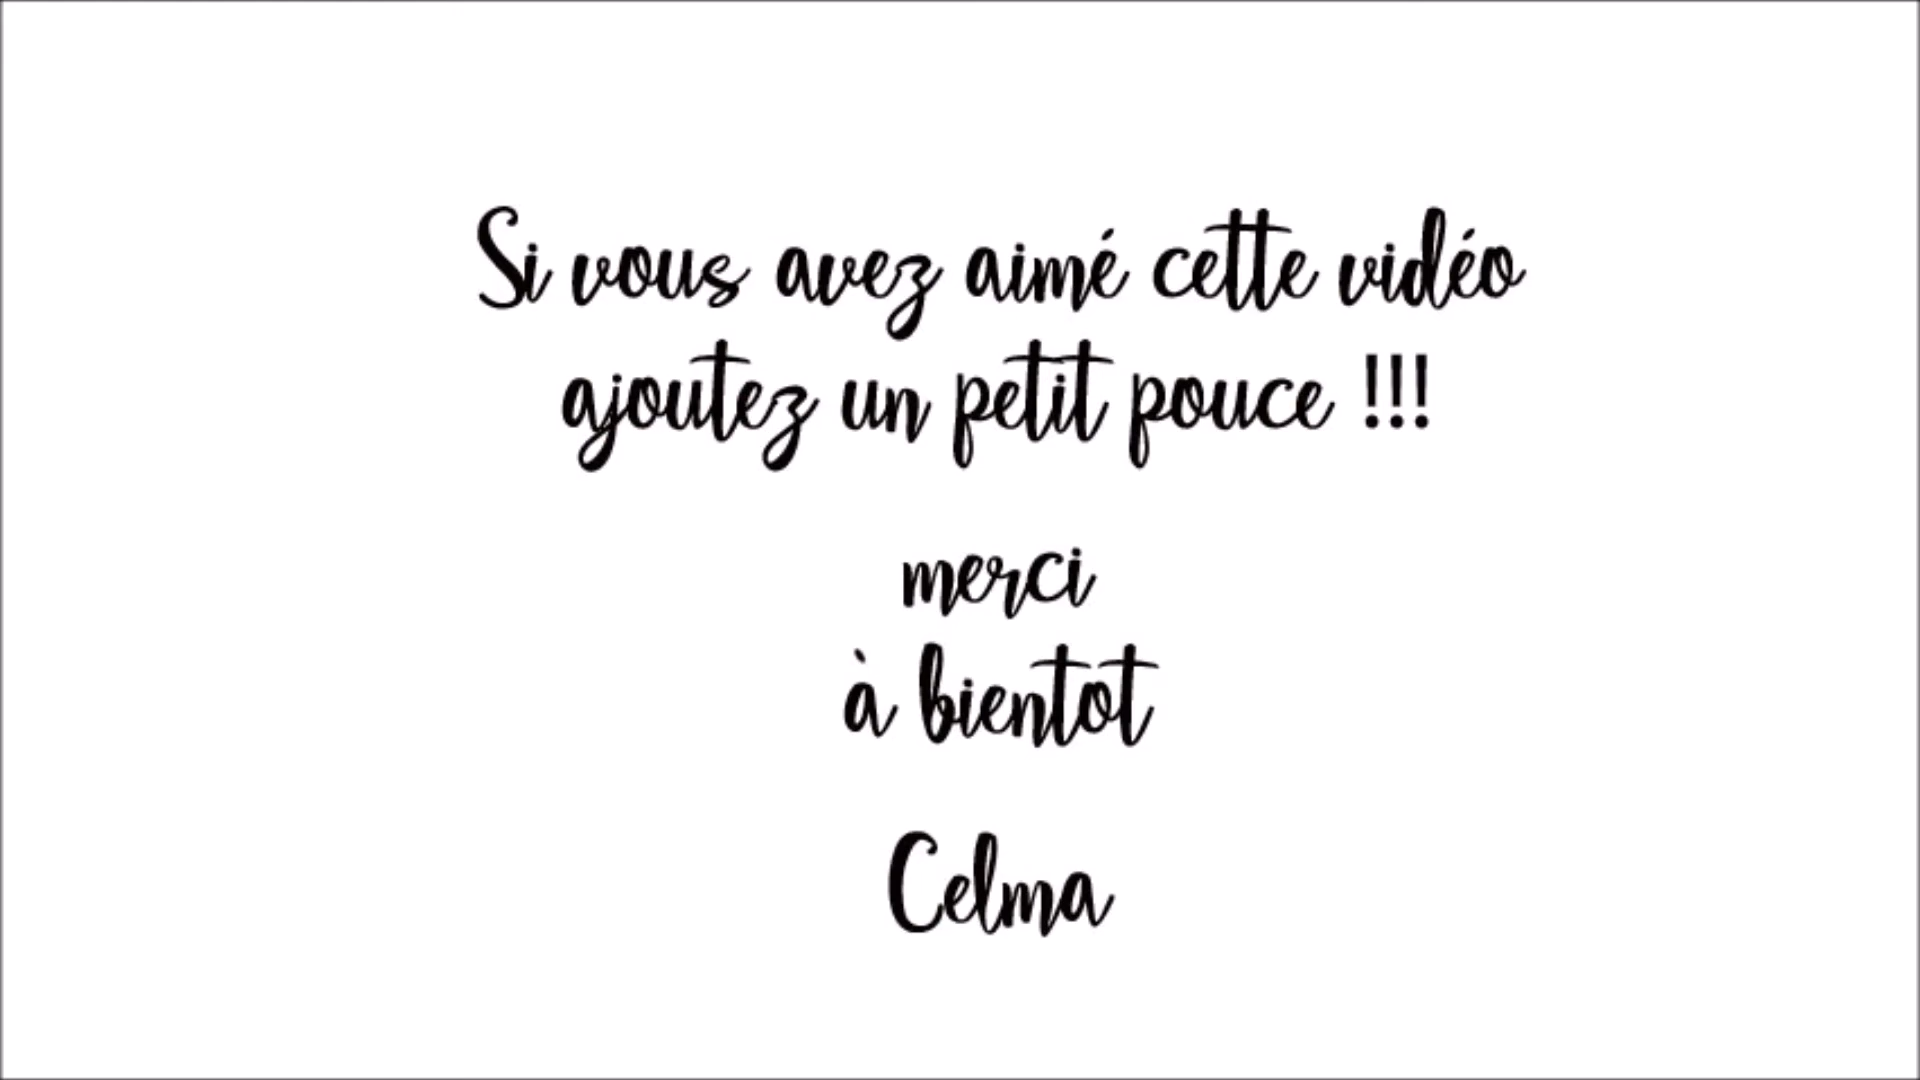 Si vous avez aimé cette vidéo
ajoutez un petit pouce !!!
merci
à bientot
Celma